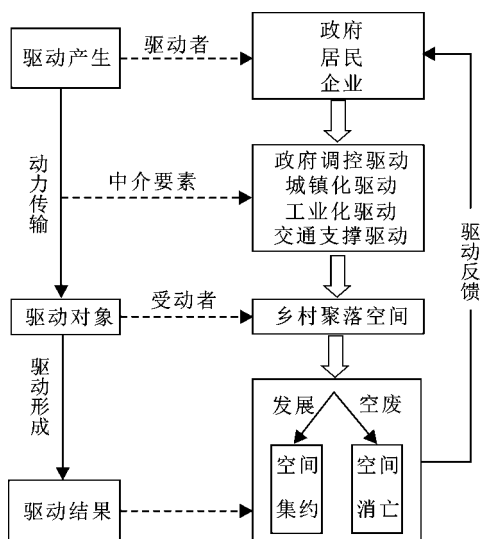 驱动产生
驱动者
政府
居民
企业
动力传输
中介要素
政府调控驱动
城镇化驱动
工业化驱动
交通支撑驱动
驱动反馈
驱动对象
受动者
乡村聚落空间
驱动形成
发展
空废
空间
集约
空间
消亡
驱动结果